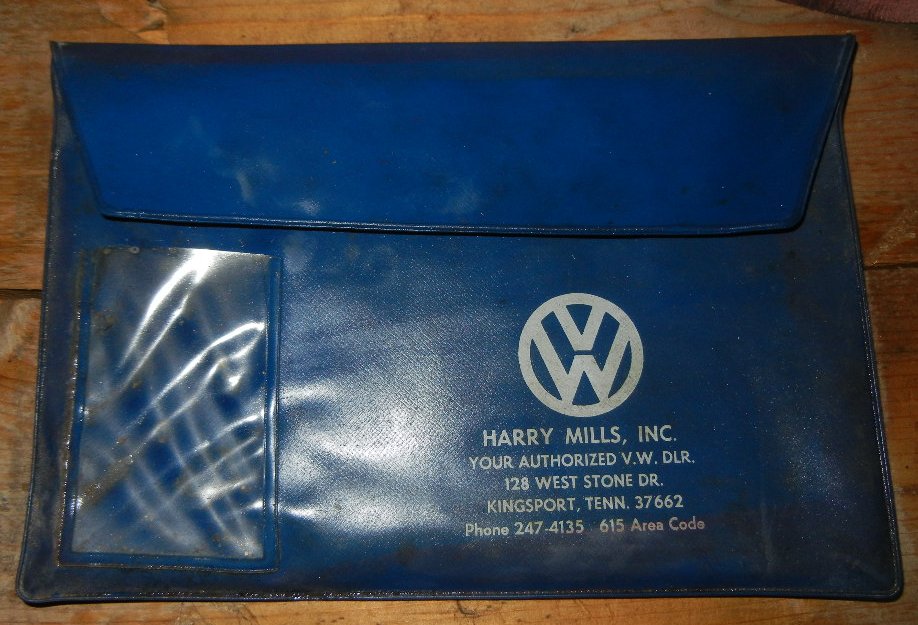 VW
HARRY MILLS, INC.
YOUR AUTHORIZED V.W. DLR.
128 WEST STONE DR.
KINGSPORT, TENN. 37662
Phone 247-4135 615 Area Code